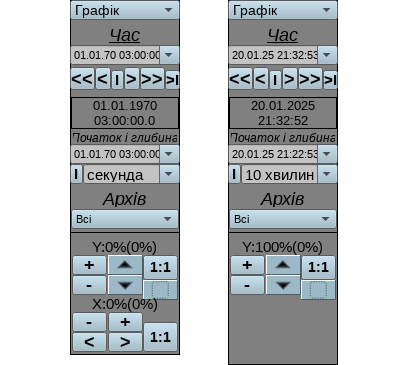 Графік
Час
01.01.70 03:00:00
<< < I > >> >I
01.01.1970
03:00:00.0
Початок і глибина
01.01.70 03:00:00
I секунда
Архів
Всі
Y:0%(0%)
+ 1:1
-
X:0%(0%)
- + 1:1
< >
Графік
Час
20.01.25 21:32:53
<< < I > >> >I
20.01.2025
21:32:52
Початок і глибина
20.01.25 21:22:53
I 10 хвилин
Архів
Всі
Y:100%(0%)
+ 1:1
-